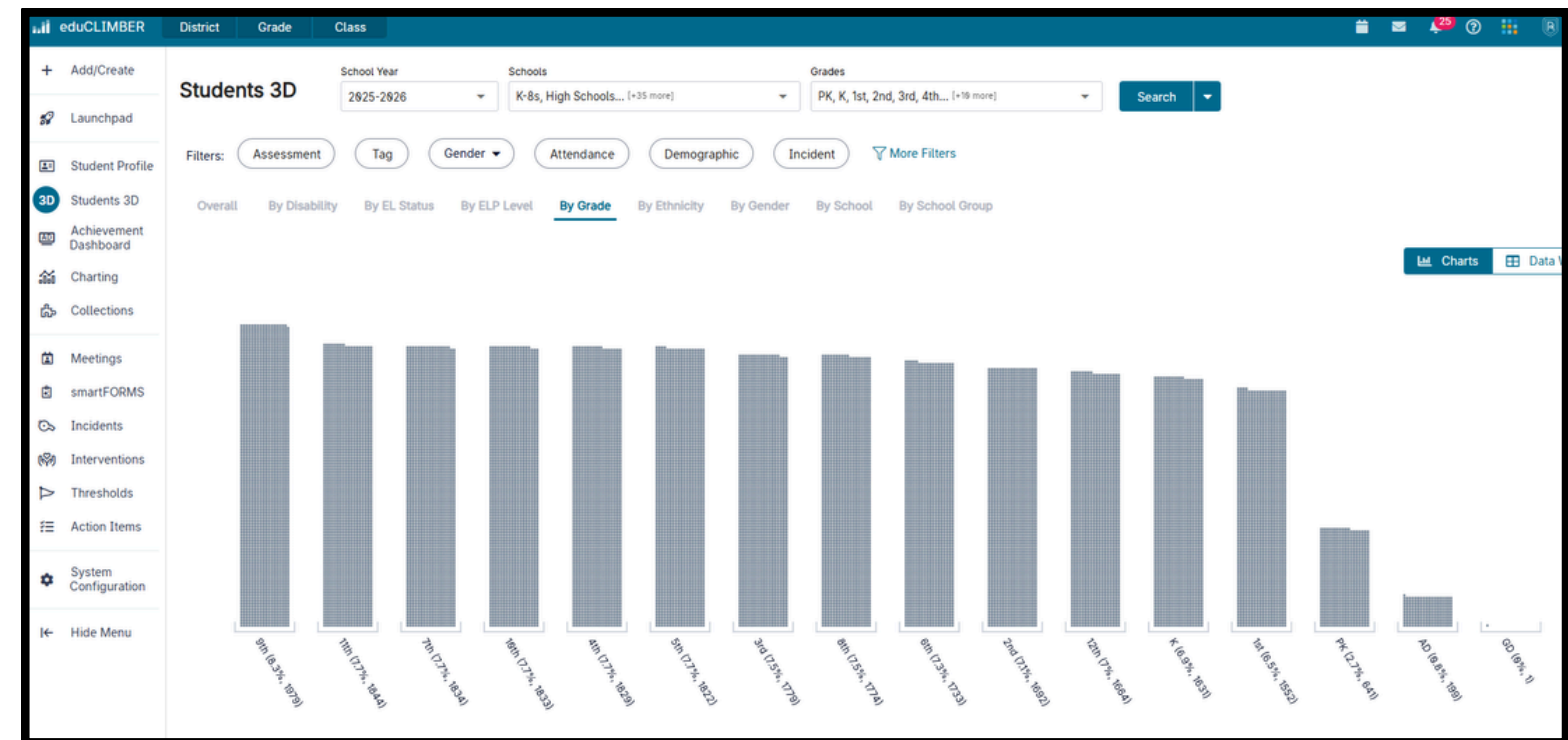 eduCLIMBER District Grade Class 25
Add/Create
Launchpad
Student Profile
3D Students 3D
Achievement
Dashboard
Charting
Collections
Meetings
smartFORMS
Incidents
Interventions
Thresholds
Action Items
System
Configuration
Hide Menu
Students 3D
School Year
2025-2026
Schools
K-8s, High Schools... [+35 more]
Grades
PK, K, 1st, 2nd, 3rd, 4th... [+10 more]
Search
Filters: Assessment Tag Gender Attendance Demographic Incident More Filters
Overall By Disability By EL Status By ELP Level By Grade By Ethnicity By Gender By School By School Group
Charts Data
9th (8.3%, 1979)
11th (7.7%, 1844)
7th (7.7%, 1834)
10th (7.7%, 1833)
4th (7.7%, 1829)
5th (7.7%, 1822)
3rd (7.5%, 1779)
8th (7.5%, 1774)
6th (7.3%, 1733)
2nd (7.1%, 1692)
12th (7%, 1664)
K (6.9%, 1631)
1st (6.5%, 1552)
PK (2.7%, 641)
AD (0.8%, 199)
GD (0%, 1)